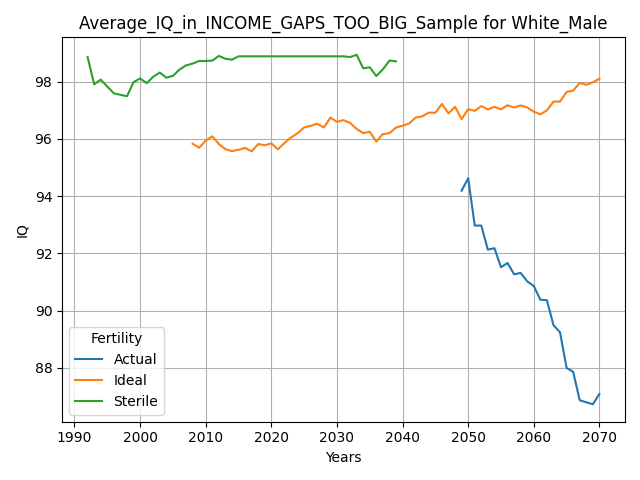 Average_IQ_in_INCOME_GAPS_TOO_BIG_Sample for White_Male
IQ
98
96
94
92
90
88
Fertility
Actual
Ideal
Sterile
1990 2000 2010 2020 2030 2040 2050 2060 2070
Years